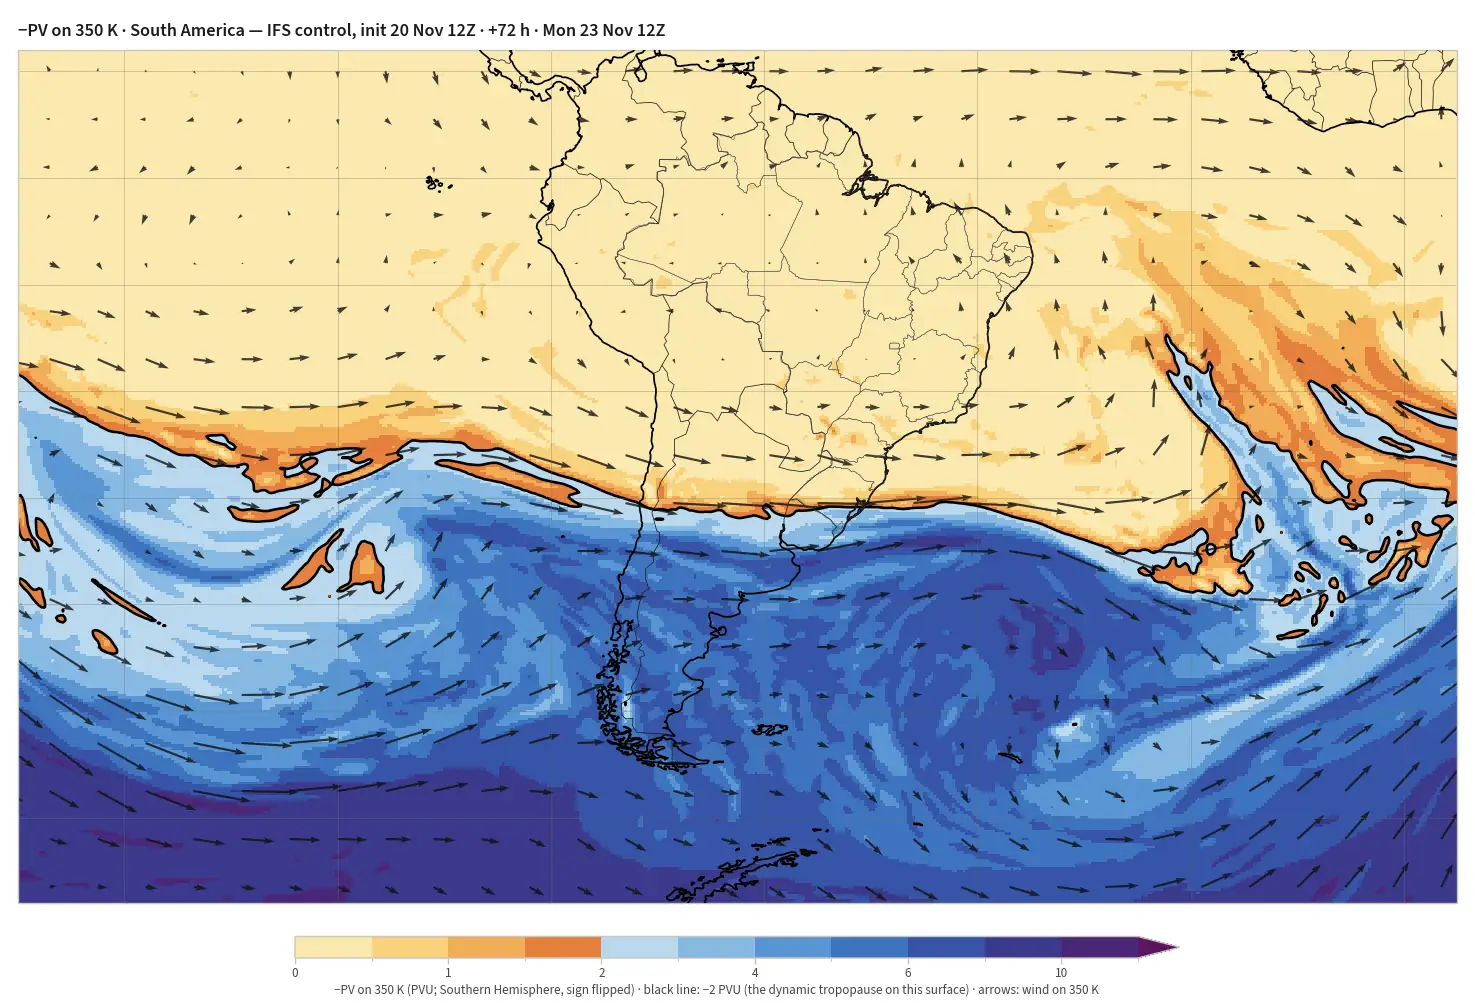 −PV on 350 K · South America — IFS control, init 20 Nov 12Z · +72 h · Mon 23 Nov 12Z
0 1 2 4 6 10
−PV on 350 K (PVU; Southern Hemisphere, sign flipped) · black line: −2 PVU (the dynamic tropopause on this surface) · arrows: wind on 350 K